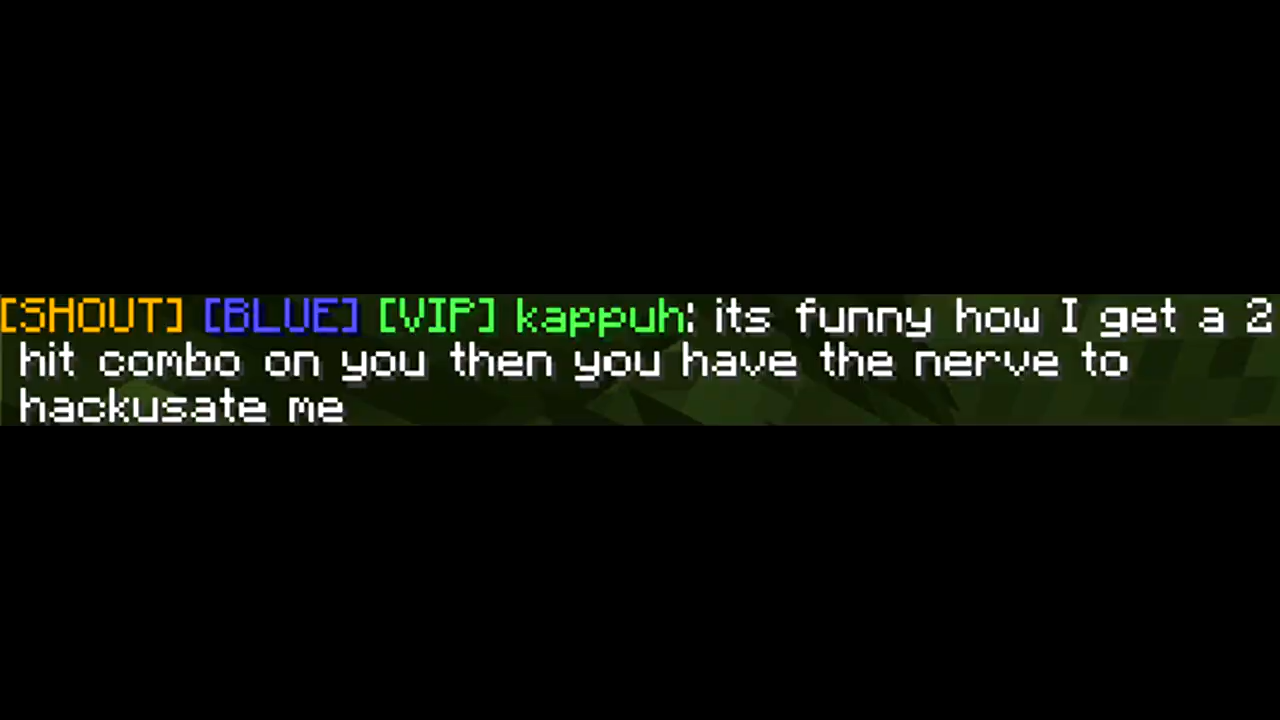 [SHOUT] [BLUE] [VIP] kappuh: its funny how I get a 2
hit combo on you then you have the nerve to
hackusate me